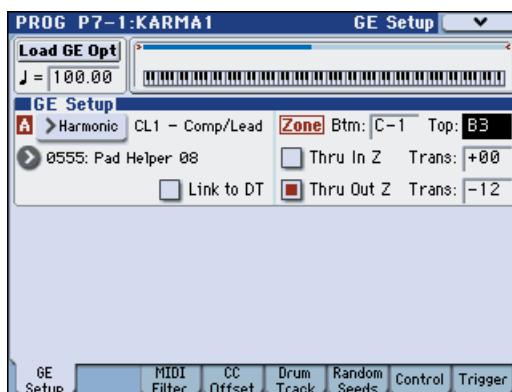 PROG P7-1:KARMA1 GE Setup
Load GE Opt
♩ = 100.00
GE Setup
A >Harmonic CL1 - Comp/Lead Zone Btm: C-1 Top: B3
0555: Pad Helper 08 Thru In Z Trans: +00
Link to DT Thru Out Z Trans: -12
GE Setup MIDI Filter CC Offset Drum Track Random Seeds Control Trigger